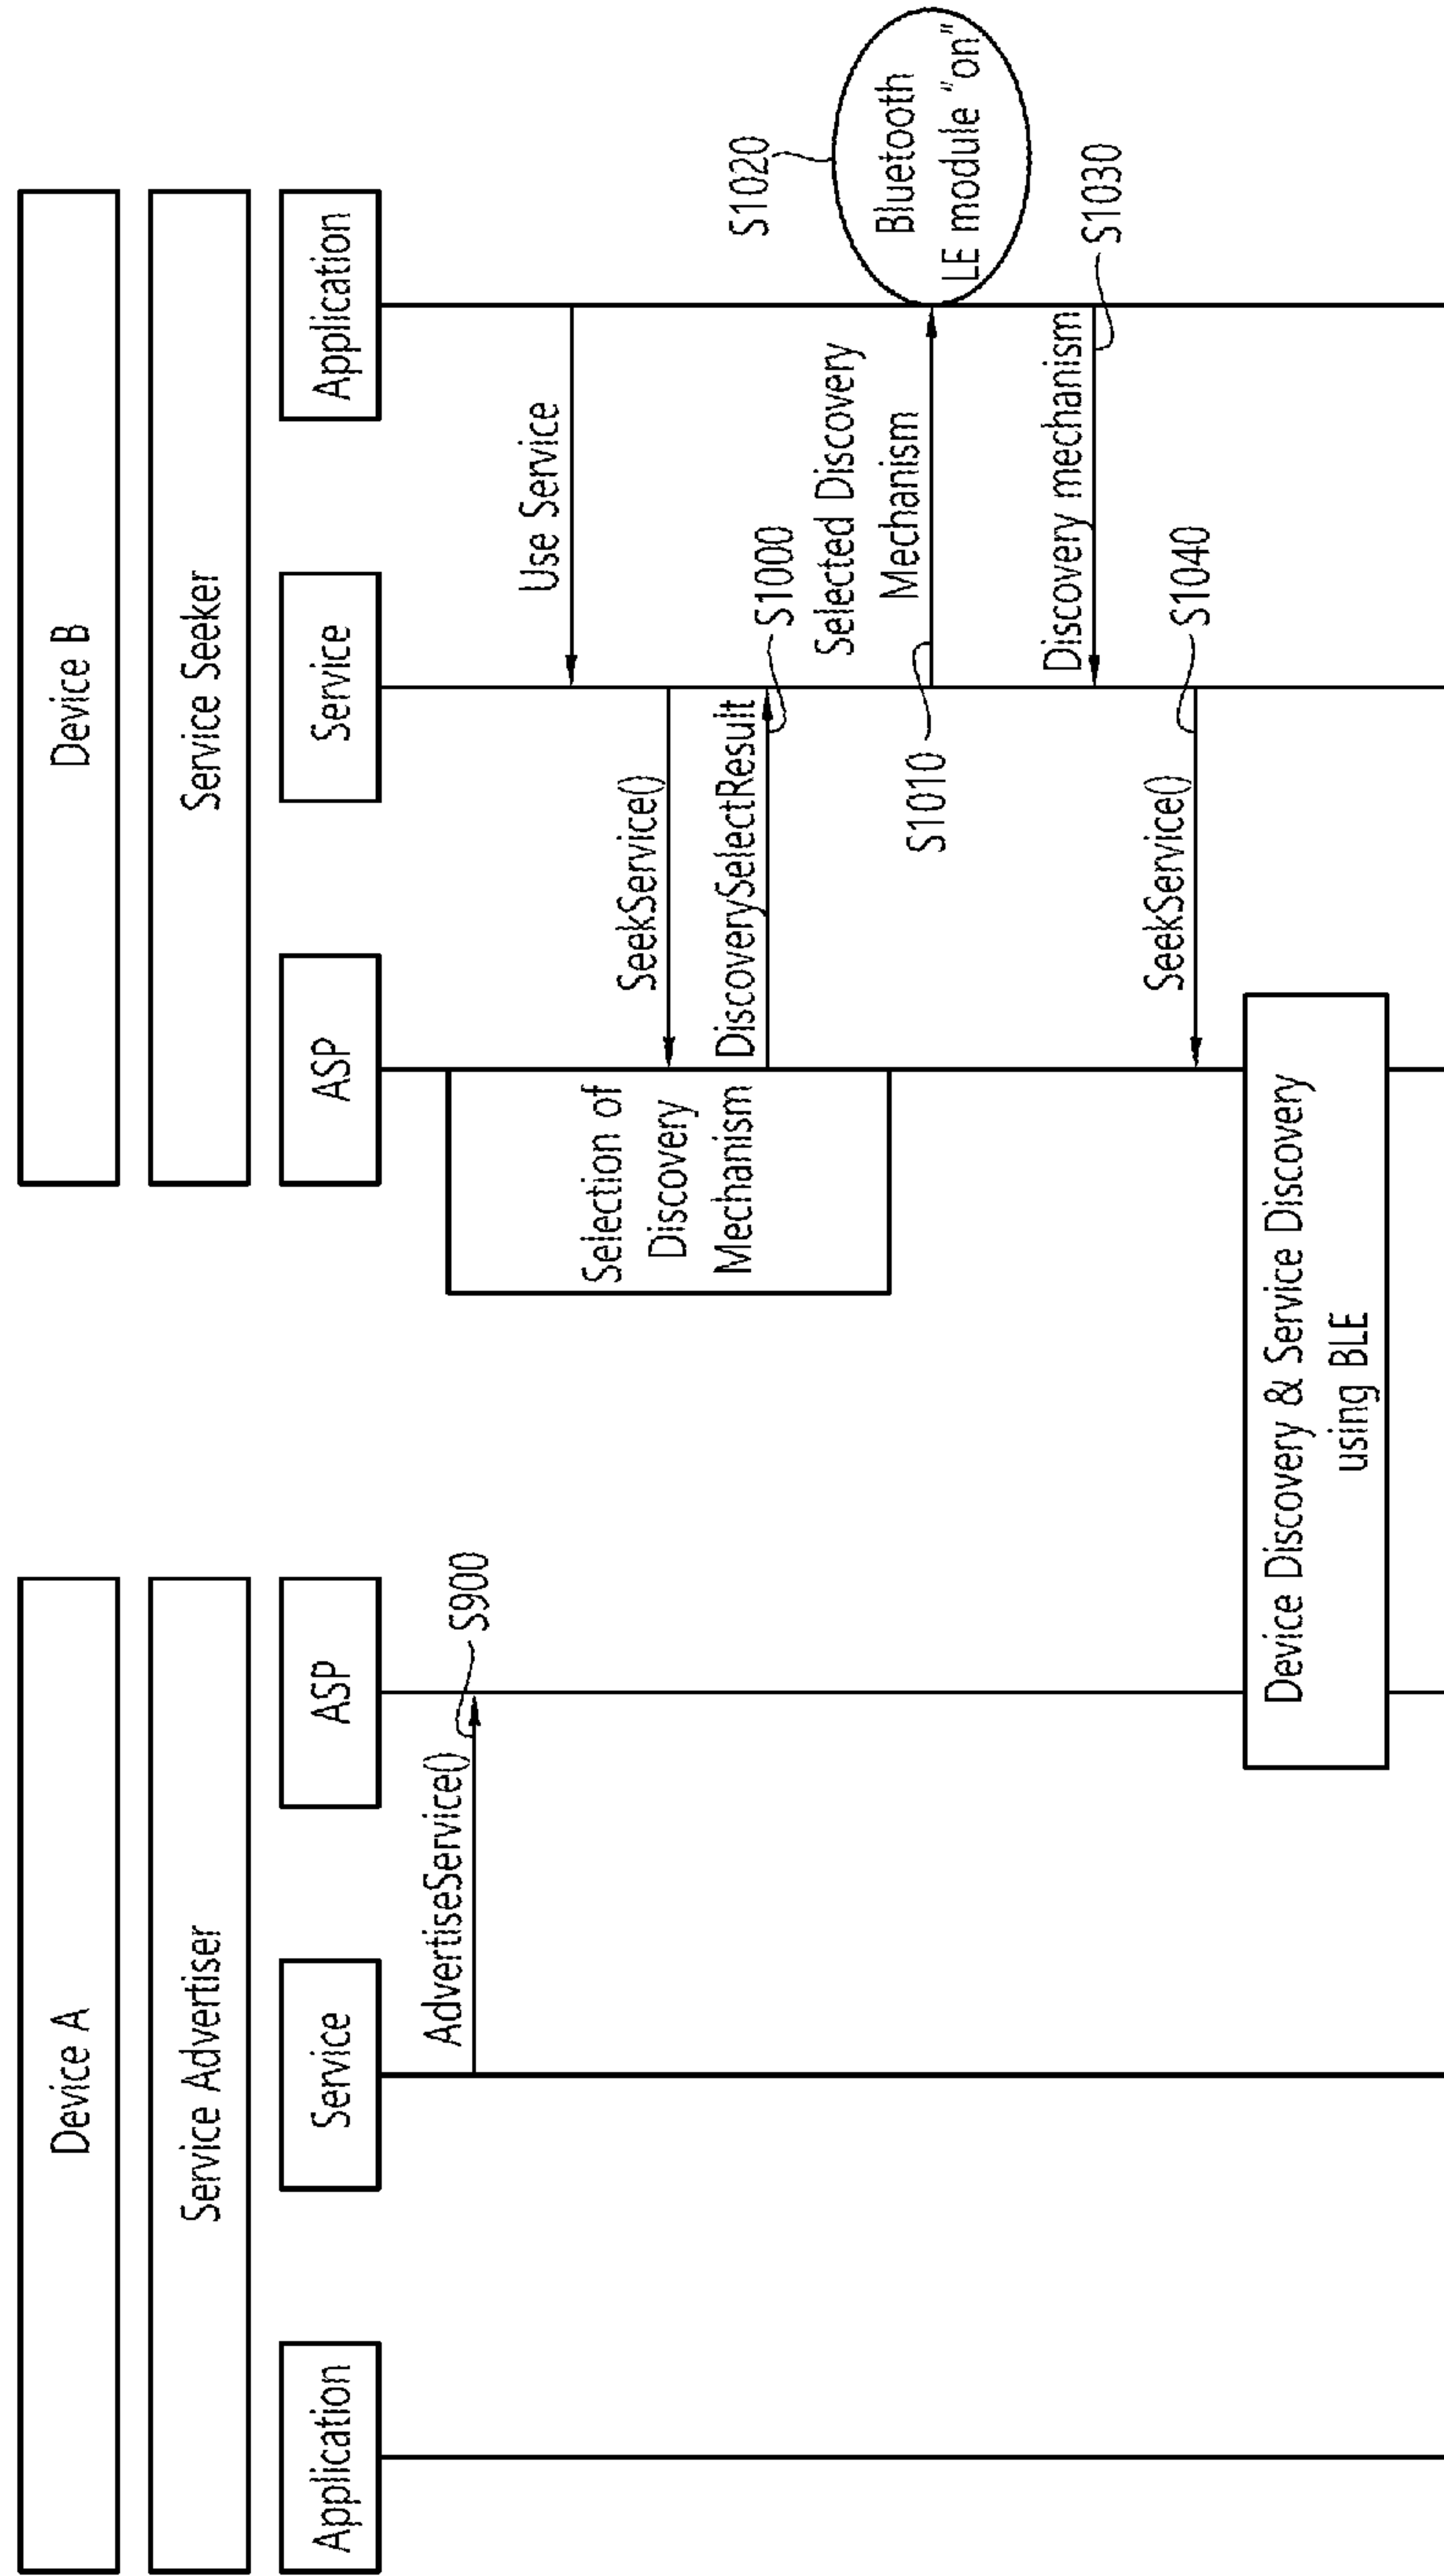 Device A
Device B
Service Advertiser
Service Seeker
Application
Service
ASP
ASP
Service
Application
AdvertiseService()
S900
Use Service
SeekService()
Selection of
Discovery
Mechanism
DiscoverySelectResult
S1000
Selected Discovery
Mechanism
S1010
S1020
Bluetooth
LE module "on"
Discovery mechanism
S1030
SeekService()
S1040
Device Discovery & Service Discovery
using BLE